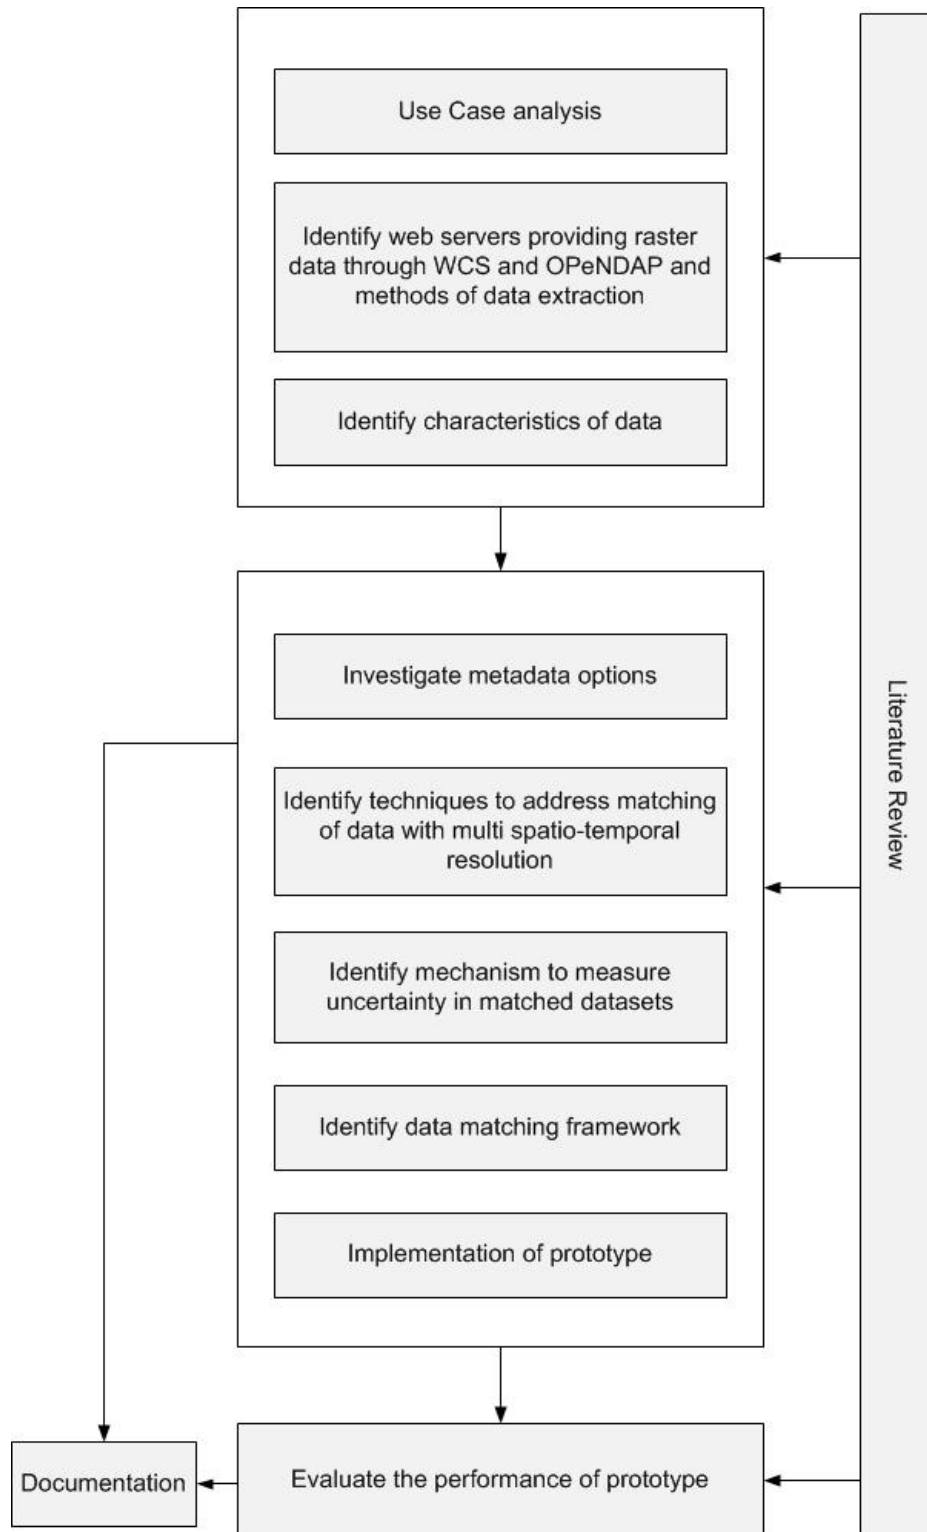 Use Case analysis
Identify web servers providing raster
data through WCS and OPeNDAP and
methods of data extraction
Identify characteristics of data
Investigate metadata options
Identify techniques to address matching
of data with multi spatio-temporal
resolution
Identify mechanism to measure
uncertainty in matched datasets
Identify data matching framework
Implementation of prototype
Documentation
Evaluate the performance of prototype
Literature Review